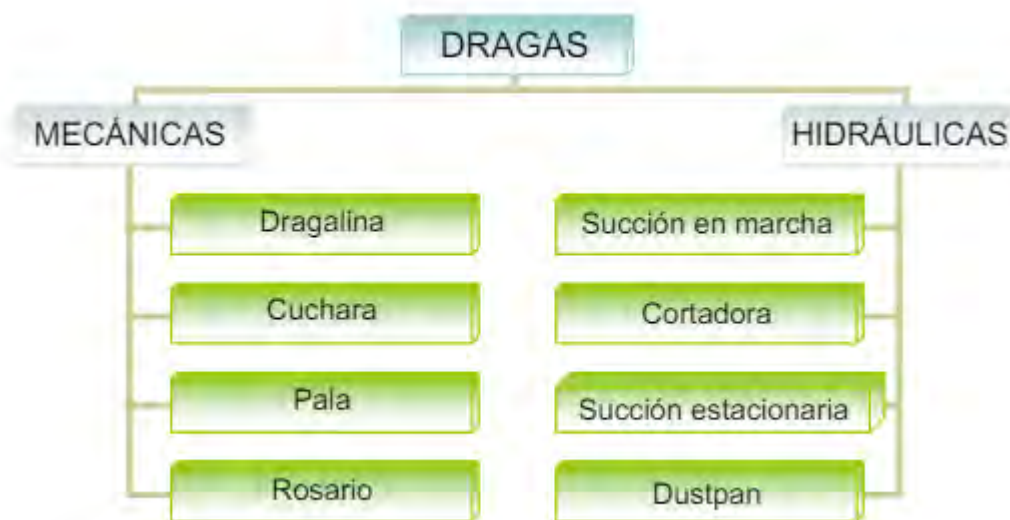 DRAGAS
MECÁNICAS
HIDRÁULICAS
Dragalina
Succión en marcha
Cuchara
Cortadora
Pala
Succión estacionaria
Rosario
Dustpan